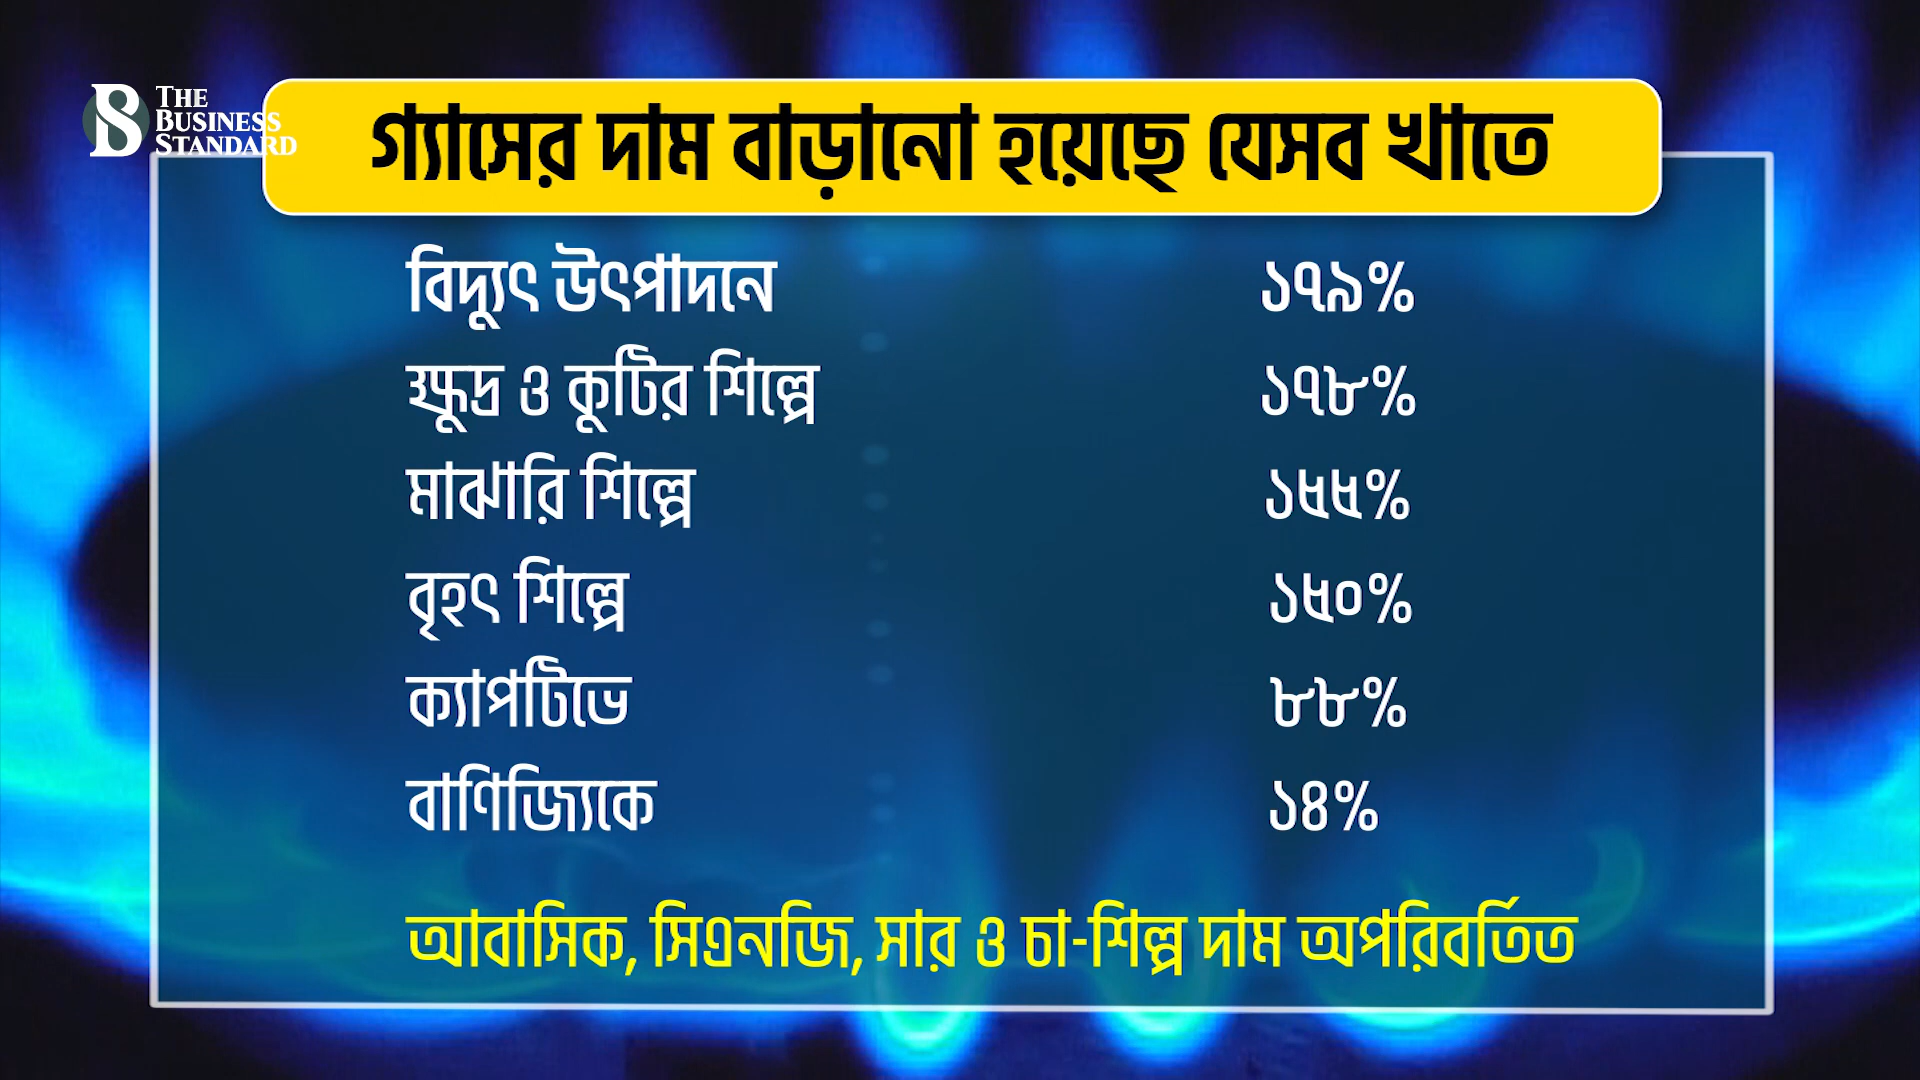 THE
BUSINESS
STANDARD
গ্যাসের দাম বাড়ানো হয়েছে যেসব খাতে
বিদ্যুৎ উৎপাদনে ১৭৯%
ক্ষুদ্র ও কুটির শিল্পে ১৭৮%
মাঝারি শিল্পে ১৫৫%
বৃহৎ শিল্পে ১৫০%
ক্যাপটিভে ৮৮%
বাণিজ্যিকে ১৪%
আবাসিক, সিএনজি, সার ও চা-শিল্প দাম অপরিবর্তিত